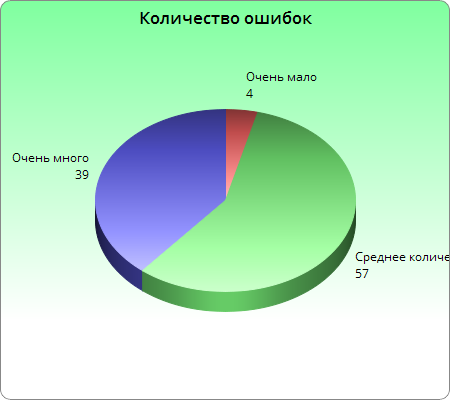 Количество ошибок
Очень мало
4
Очень много
39
Среднее количе
57